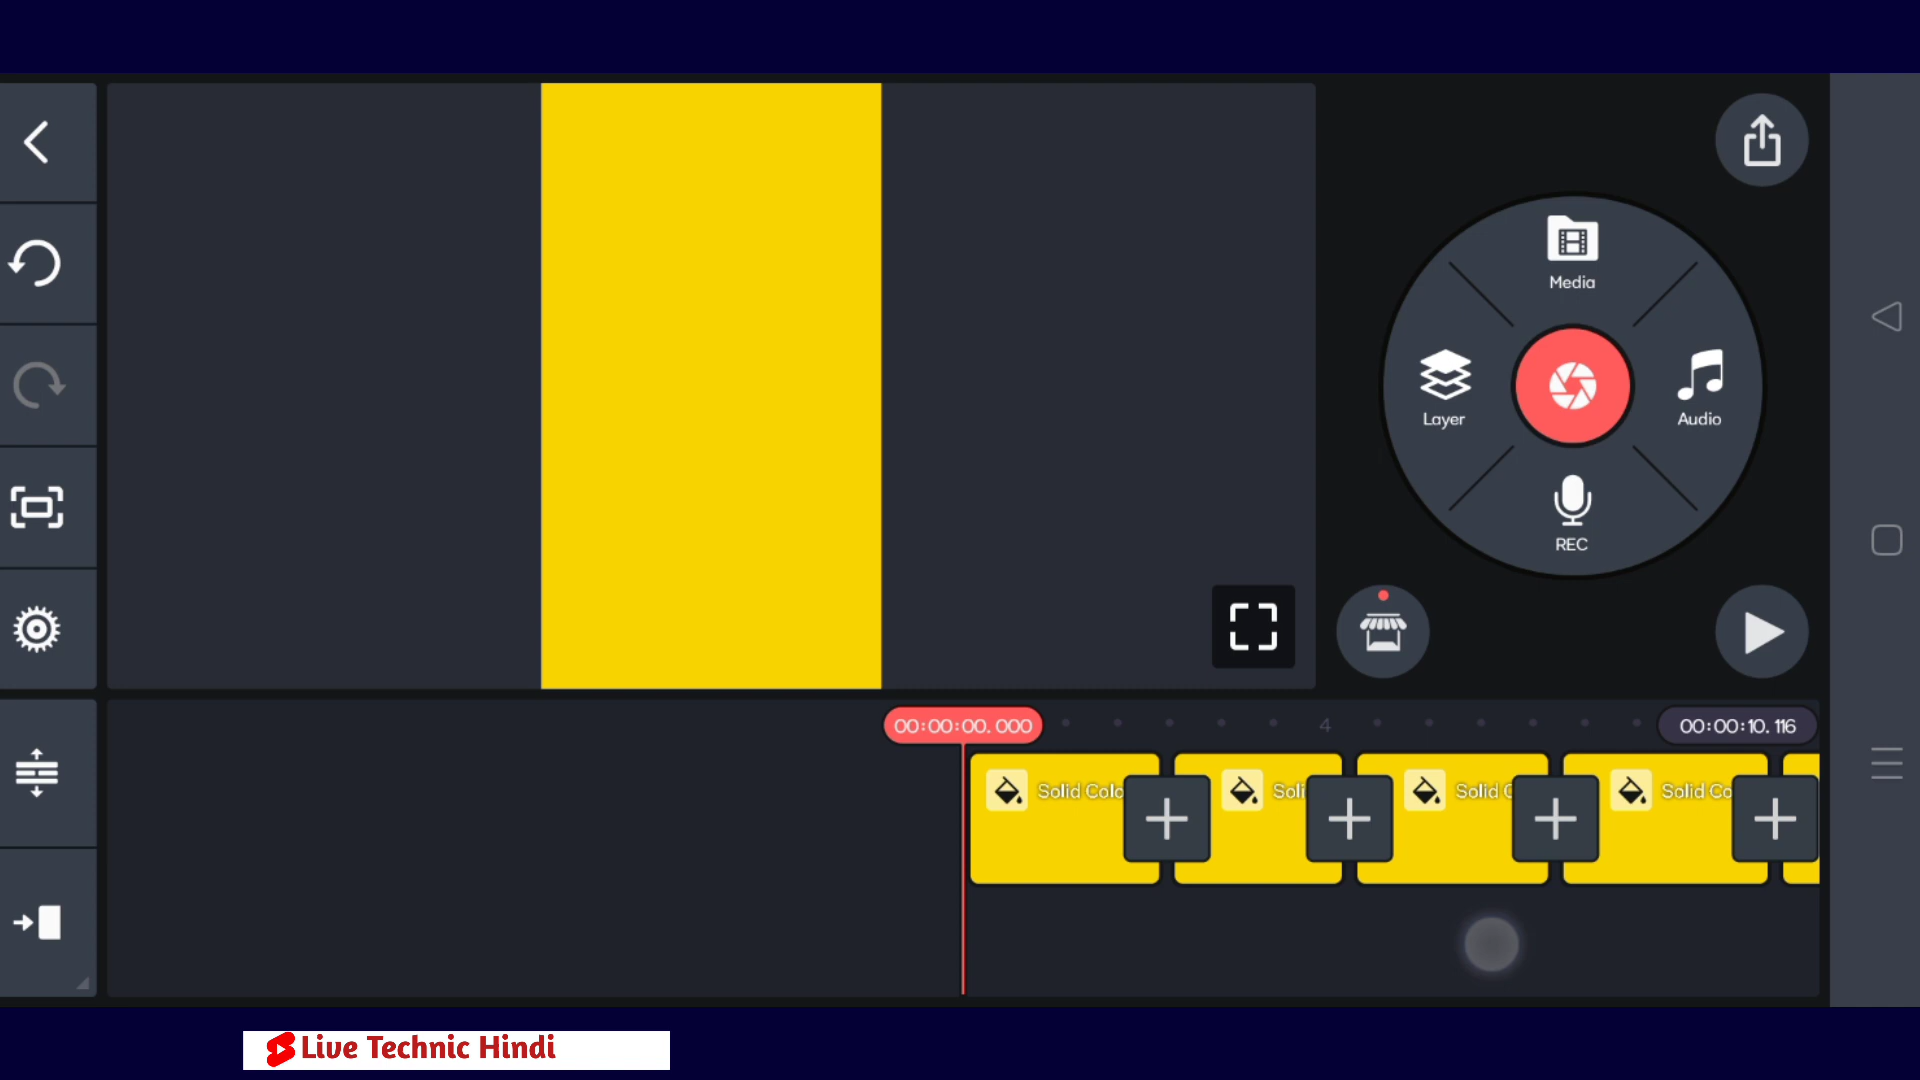 Media
Layer
Audio
REC
00:00:00.000
4
00:00:10.116
Solid Colo
Soli
Solid C
Solid Co
Live Technic Hindi